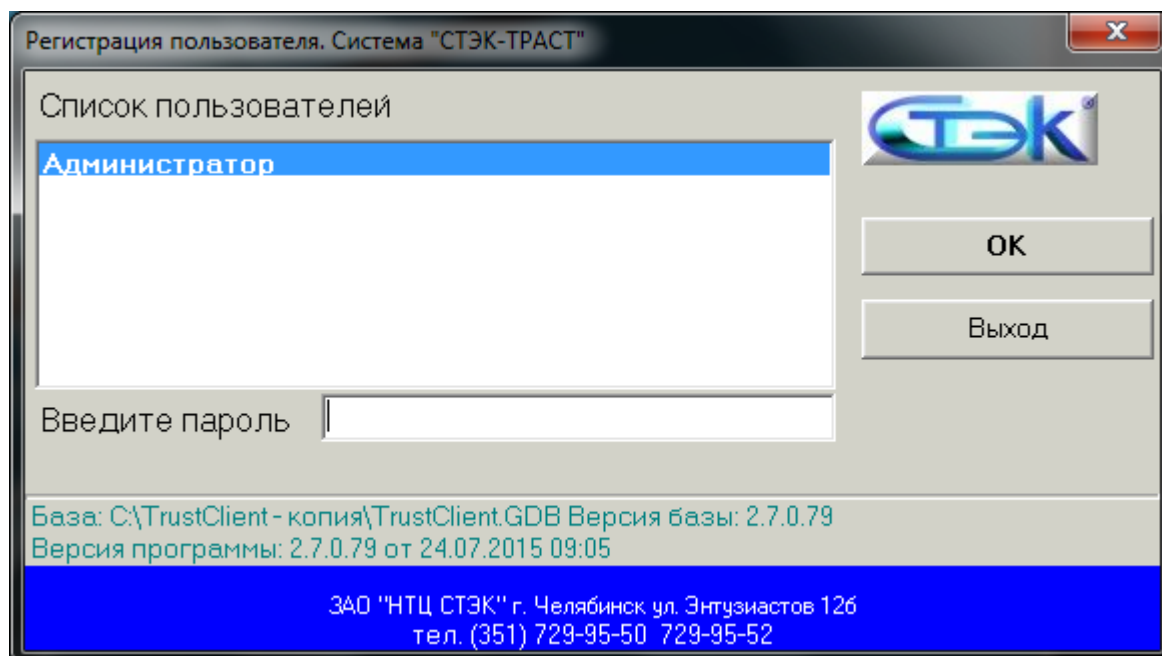 Регистрация пользователя. Система "СТЭК-ТРАСТ"
Список пользователей
СТЭК
Администратор
OK
Выход
Введите пароль
База: C:\TrustClient - копия\TrustClient.GDB Версия базы: 2.7.0.79
Версия программы: 2.7.0.79 от 24.07.2015 09:05
ЗАО "НТЦ СТЭК" г. Челябинск ул. Энтузиастов 12б
тел. (351) 729-95-50 729-95-52